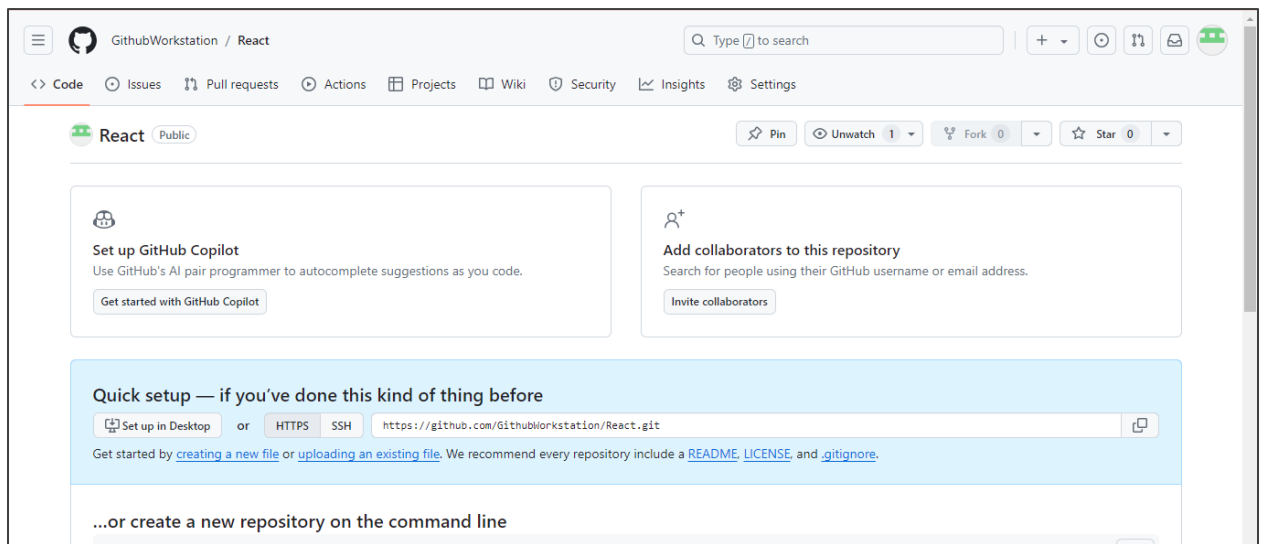 GithubWorkstation / React
Type / to search
Code Issues Pull requests Actions Projects Wiki Security Insights Settings
React Public
Pin Unwatch 1 Fork 0 Star 0
Set up GitHub Copilot
Use GitHub's AI pair programmer to autocomplete suggestions as you code.
Get started with GitHub Copilot
Add collaborators to this repository
Search for people using their GitHub username or email address.
Invite collaborators
Quick setup — if you've done this kind of thing before
Set up in Desktop or HTTPS SSH https://github.com/GithubWorkstation/React.git
Get started by creating a new file or uploading an existing file. We recommend every repository include a README, LICENSE, and .gitignore.
...or create a new repository on the command line